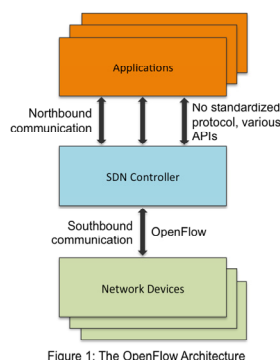 Applications
Northbound
communication
No standardized
protocol, various
APIs
SDN Controller
Southbound
communication
OpenFlow
Network Devices
Figure 1: The OpenFlow Architecture